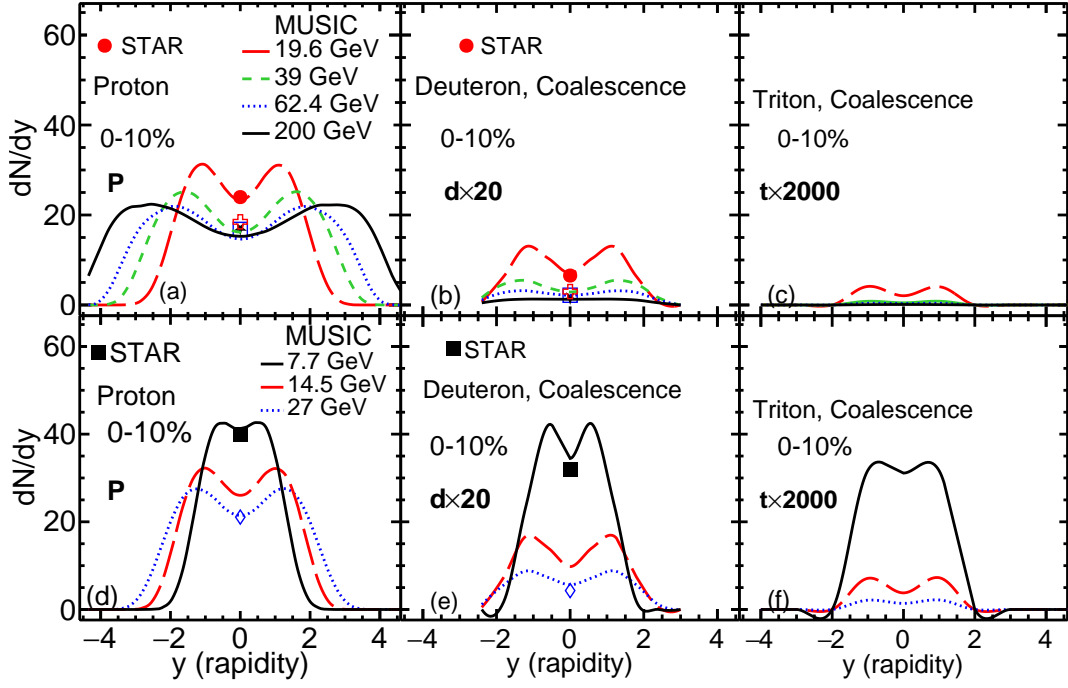 60
40
20
0
dN/dy
STAR
Proton
0-10%
P
(a)
MUSIC
19.6 GeV
39 GeV
62.4 GeV
200 GeV
STAR
Deuteron, Coalescence
0-10%
d×20
(b)
Triton, Coalescence
0-10%
t×2000
(c)
60
40
20
0
dN/dy
STAR
Proton
0-10%
P
(d)
MUSIC
7.7 GeV
14.5 GeV
27 GeV
−4 −2 0 2 4
y (rapidity)
STAR
Deuteron, Coalescence
0-10%
d×20
(e)
−4 −2 0 2 4
y (rapidity)
Triton, Coalescence
0-10%
t×2000
(f)
−4 −2 0 2 4
y (rapidity)